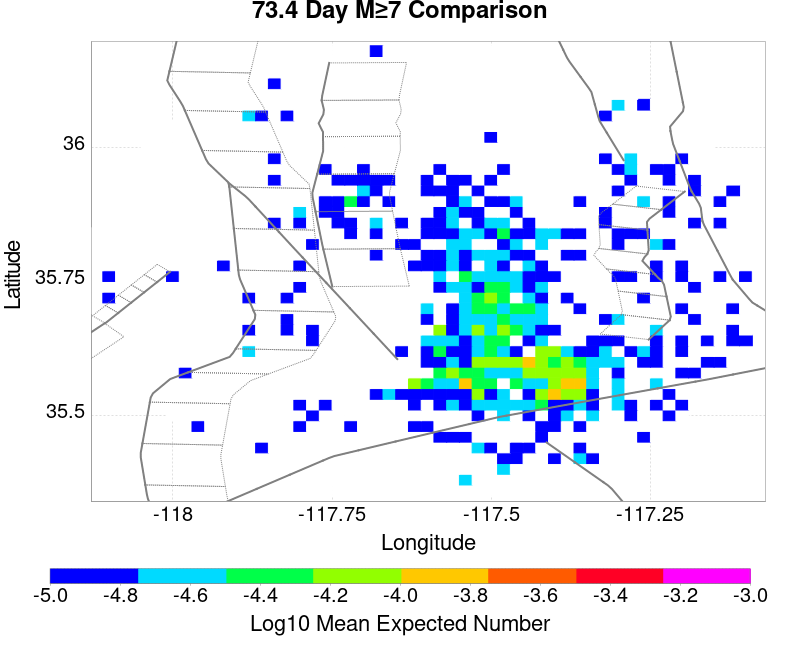 73.4 Day M≥7 Comparison
36
35.75
35.5
Latitude
-118 -117.75 -117.5 -117.25
Longitude
-5.0 -4.8 -4.6 -4.4 -4.2 -4.0 -3.8 -3.6 -3.4 -3.2 -3.0
Log10 Mean Expected Number